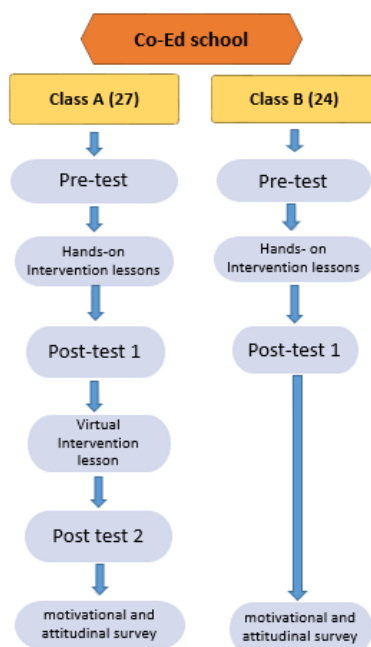 Co-Ed school
Class A (27)
Class B (24)
Pre-test
Pre-test
Hands-on
Intervention lessons
Hands- on
Intervention lessons
Post-test 1
Post-test 1
Virtual
Intervention
lesson
Post test 2
motivational and
attitudinal survey
motivational and
attitudinal survey